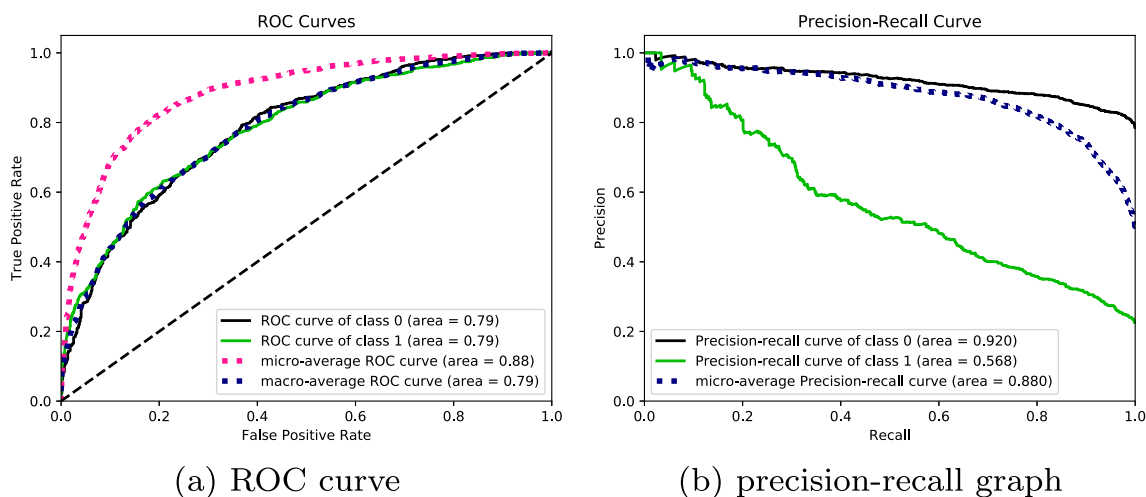 ROC Curves
1.0
0.8
0.6
0.4
0.2
0.0
True Positive Rate
0.0 0.2 0.4 0.6 0.8 1.0
False Positive Rate
ROC curve of class 0 (area = 0.79)
ROC curve of class 1 (area = 0.79)
micro-average ROC curve (area = 0.88)
macro-average ROC curve (area = 0.79)
(a) ROC curve
Precision-Recall Curve
1.0
0.8
0.6
0.4
0.2
0.0
Precision
0.0 0.2 0.4 0.6 0.8 1.0
Recall
Precision-recall curve of class 0 (area = 0.920)
Precision-recall curve of class 1 (area = 0.568)
micro-average Precision-recall curve (area = 0.880)
(b) precision-recall graph